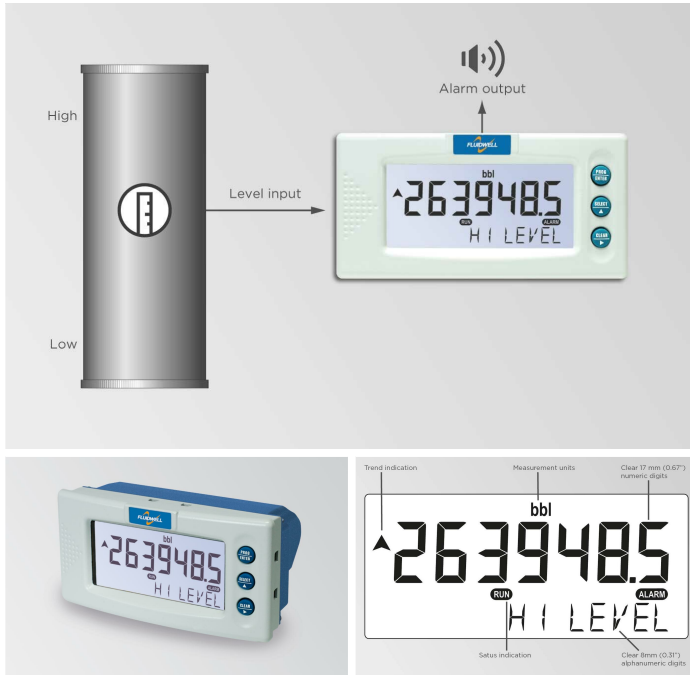 Alarm output
High
FLUIDWELL
bbl
263948.5
RUN ALARM
HI LEVEL
PROG
ENTER
SELECT
CLEAR
Level input
Low
FLUIDWELL
bbl
263948.5
RUN ALARM
HI LEVEL
PROG
ENTER
SELECT
CLEAR
Trend indication
Measurement units
Clear 17 mm (0.67")
numeric digits
bbl
263948.5
RUN ALARM
HI LEVEL
Satus indication
Clear 8mm (0.31")
alphanumeric digits